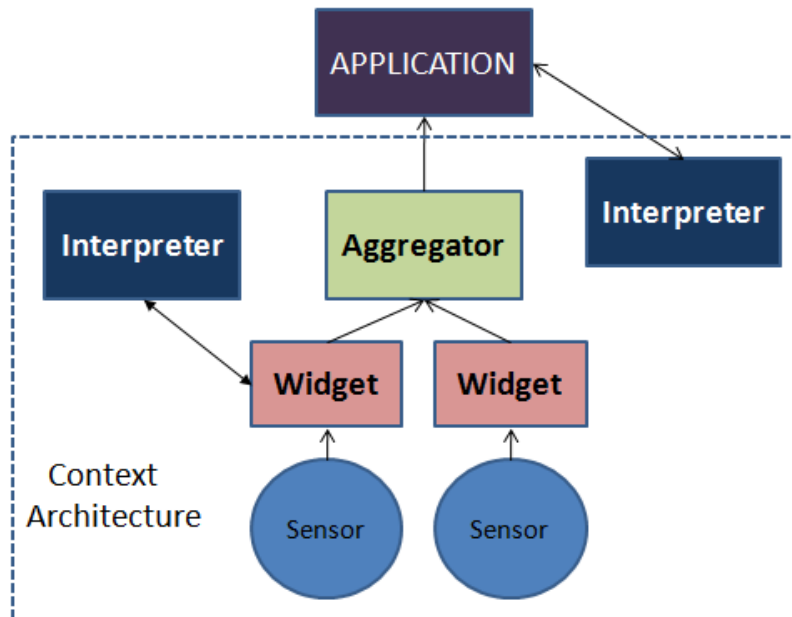 APPLICATION
Interpreter
Interpreter
Aggregator
Widget
Widget
Context
Architecture
Sensor
Sensor